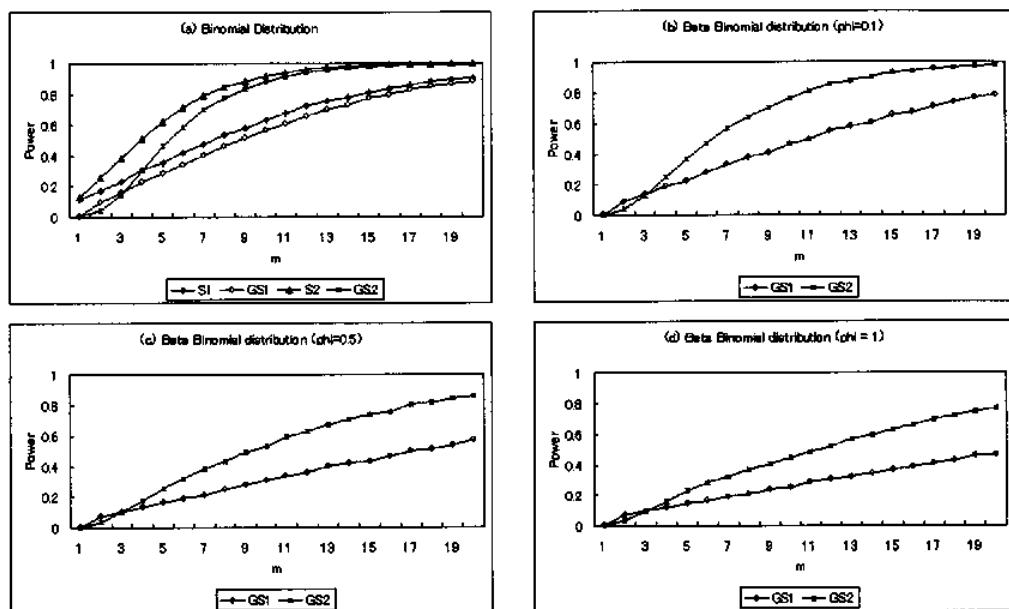 (a) Binomial Distribution
1
0.8
0.6
0.4
0.2
0
Power
1 3 5 7 9 11 13 15 17 19
m
S1 GS1 S2 GS2
(b) Beta Binomial distribution (phi=0.1)
1
0.8
0.6
0.4
0.2
0
Power
1 3 5 7 9 11 13 15 17 19
m
GS1 GS2
(c) Beta Binomial distribution (phi=0.5)
1
0.8
0.6
0.4
0.2
0
Power
1 3 5 7 9 11 13 15 17 19
m
GS1 GS2
(d) Beta Binomial distribution (phi = 1)
1
0.8
0.6
0.4
0.2
0
Power
1 3 5 7 9 11 13 15 17 19
m
GS1 GS2